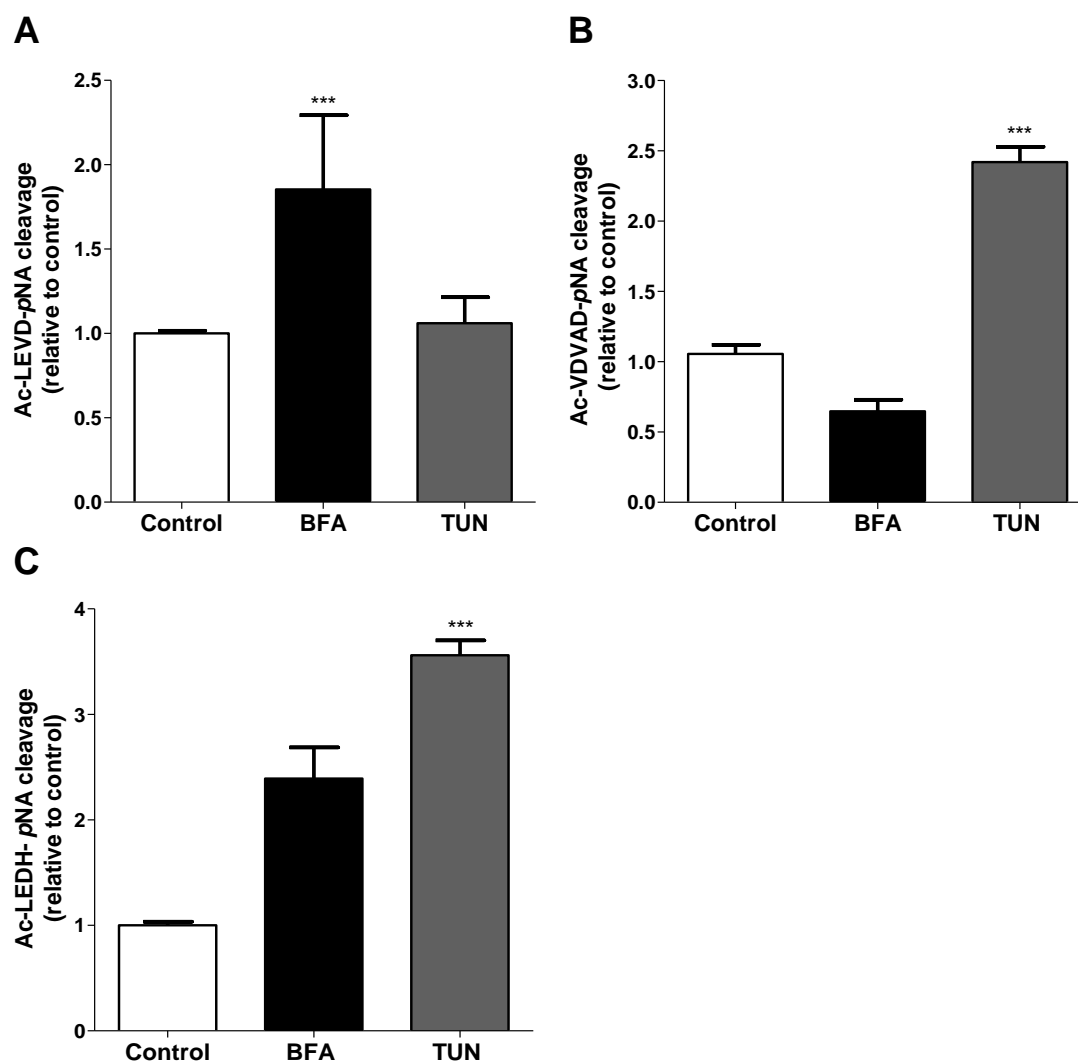 A
Ac-LEVD-pNA cleavage
(relative to control)
2.5
2.0
1.5
1.0
0.5
0.0
***
Control BFA TUN
B
Ac-VDVAD-pNA cleavage
(relative to control)
3.0
2.5
2.0
1.5
1.0
0.5
0.0
***
Control BFA TUN
C
Ac-LEDH- pNA cleavage
(relative to control)
4
3
2
1
0
***
Control BFA TUN